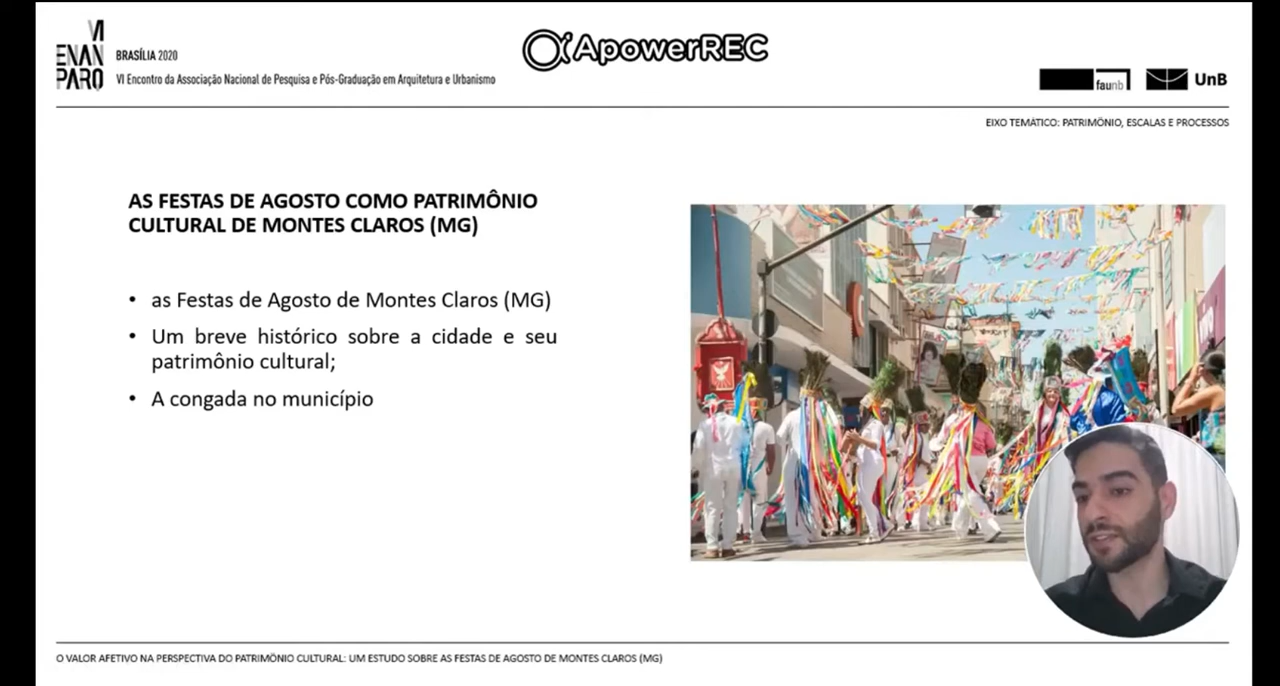 VI
ENAN
PARQ
BRASÍLIA 2020
VI Encontro da Associação Nacional de Pesquisa e Pós-Graduação em Arquitetura e Urbanismo
ApowerREC
faunb
UnB
EIXO TEMÁTICO: PATRIMÔNIO, ESCALAS E PROCESSOS
AS FESTAS DE AGOSTO COMO PATRIMÔNIO
CULTURAL DE MONTES CLAROS (MG)
• as Festas de Agosto de Montes Claros (MG)
• Um breve histórico sobre a cidade e seu
patrimônio cultural;
• A congada no município
O VALOR AFETIVO NA PERSPECTIVA DO PATRIMÔNIO CULTURAL: UM ESTUDO SOBRE AS FESTAS DE AGOSTO DE MONTES CLAROS (MG)